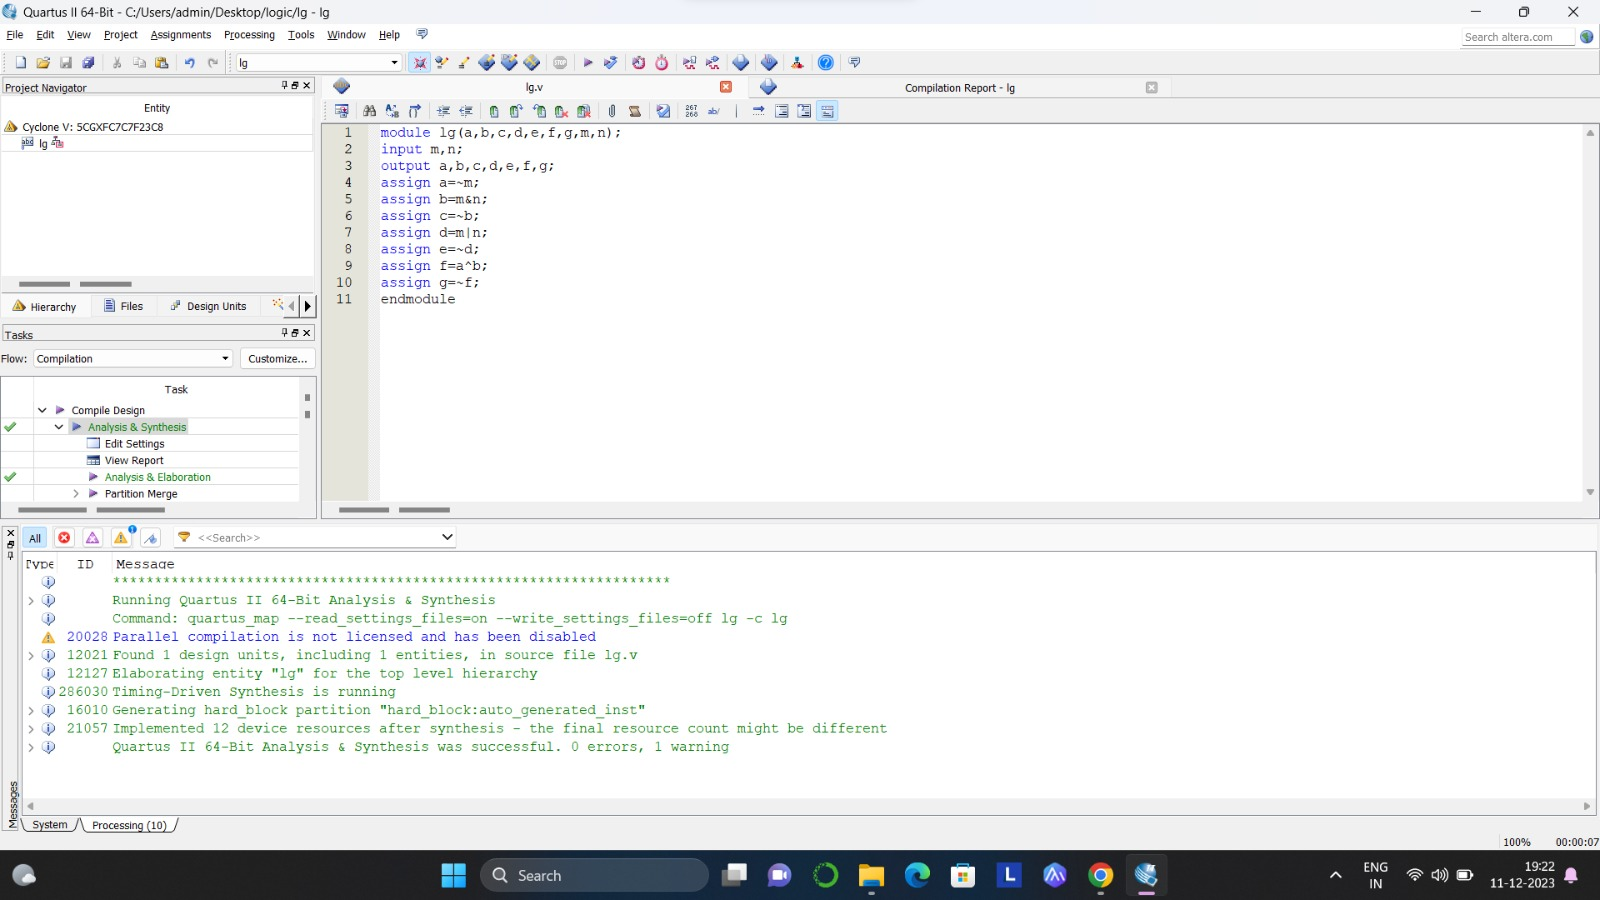 Quartus II 64-Bit - C:/Users/admin/Desktop/logic/lg - lg
File Edit View Project Assignments Processing Tools Window Help
Search altera.com
lg
Project Navigator
Entity
Cyclone V: 5CGXFC7C7F23C8
lg
Hierarchy Files Design Units
Tasks
Flow: Compilation Customize...
Task
Compile Design
Analysis & Synthesis
Edit Settings
View Report
Analysis & Elaboration
Partition Merge
lg.v
Compilation Report - lg
267
268
ab/
1 module lg(a,b,c,d,e,f,g,m,n);
2 input m,n;
3 output a,b,c,d,e,f,g;
4 assign a=~m;
5 assign b=m&n;
6 assign c=~b;
7 assign d=m|n;
8 assign e=~d;
9 assign f=a^b;
10 assign g=~f;
11 endmodule
All
1
<<Search>>
Type ID Message
*******************************************************************
Running Quartus II 64-Bit Analysis & Synthesis
Command: quartus_map --read_settings_files=on --write_settings_files=off lg -c lg
20028 Parallel compilation is not licensed and has been disabled
12021 Found 1 design units, including 1 entities, in source file lg.v
12127 Elaborating entity "lg" for the top level hierarchy
286030 Timing-Driven Synthesis is running
16010 Generating hard_block partition "hard_block:auto_generated_inst"
21057 Implemented 12 device resources after synthesis - the final resource count might be different
Quartus II 64-Bit Analysis & Synthesis was successful. 0 errors, 1 warning
Messages
System Processing (10)
100% 00:00:07
Search
L
ENG
IN
19:22
11-12-2023